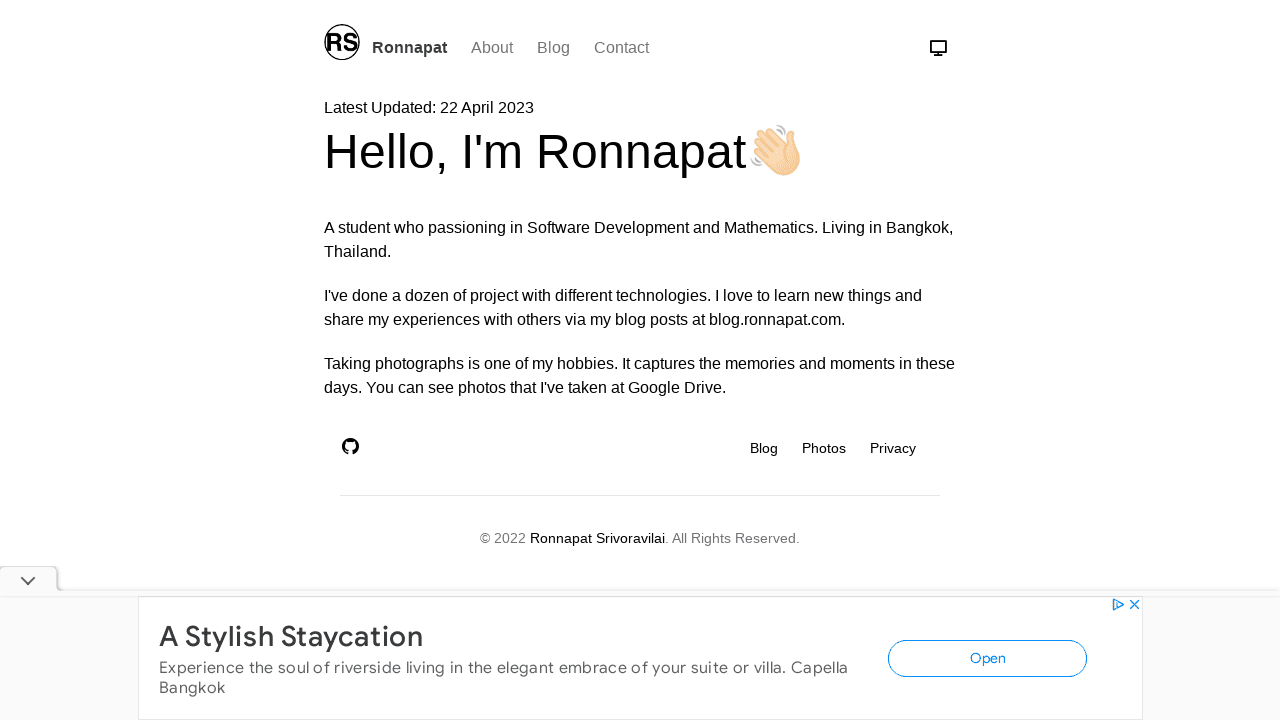 RS
Ronnapat About Blog Contact
Latest Updated: 22 April 2023
Hello, I'm Ronnapat
A student who passioning in Software Development and Mathematics. Living in Bangkok,
Thailand.
I've done a dozen of project with different technologies. I love to learn new things and
share my experiences with others via my blog posts at blog.ronnapat.com.
Taking photographs is one of my hobbies. It captures the memories and moments in these
days. You can see photos that I've taken at Google Drive.
Blog Photos Privacy
© 2022 Ronnapat Srivoravilai. All Rights Reserved.
A Stylish Staycation
Experience the soul of riverside living in the elegant embrace of your suite or villa. Capella
Bangkok
Open